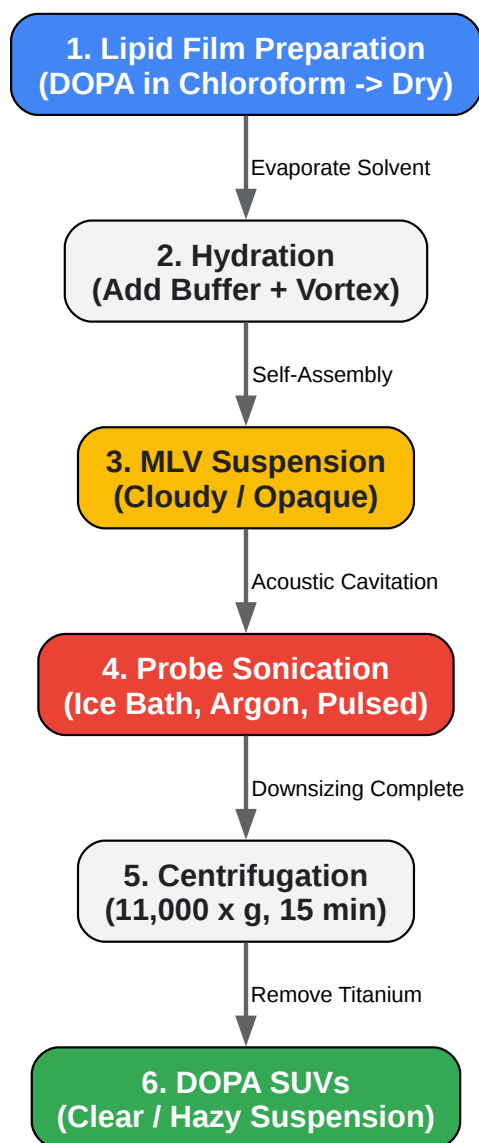 1. Lipid Film Preparation
(DOPA in Chloroform -> Dry)
Evaporate Solvent
2. Hydration
(Add Buffer + Vortex)
Self-Assembly
3. MLV Suspension
(Cloudy / Opaque)
Acoustic Cavitation
4. Probe Sonication
(Ice Bath, Argon, Pulsed)
Downsizing Complete
5. Centrifugation
(11,000 x g, 15 min)
Remove Titanium
6. DOPA SUVs
(Clear / Hazy Suspension)